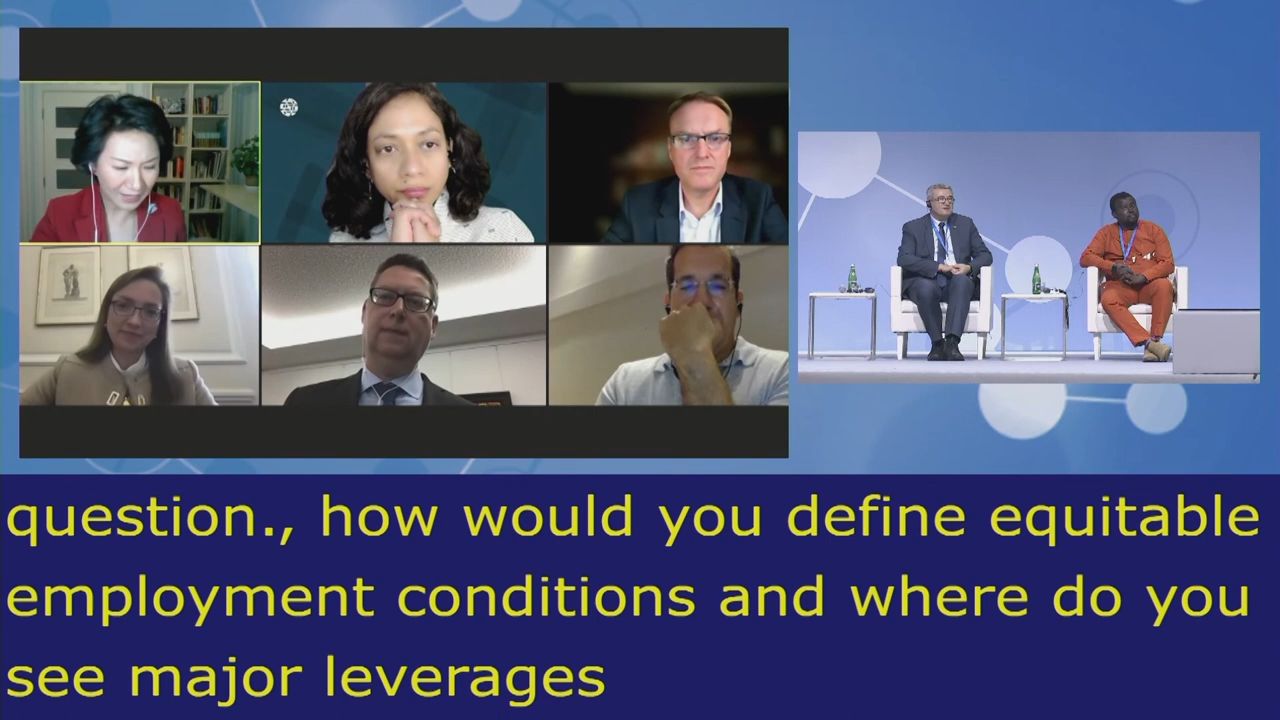 question., how would you define equitable
employment conditions and where do you
see major leverages